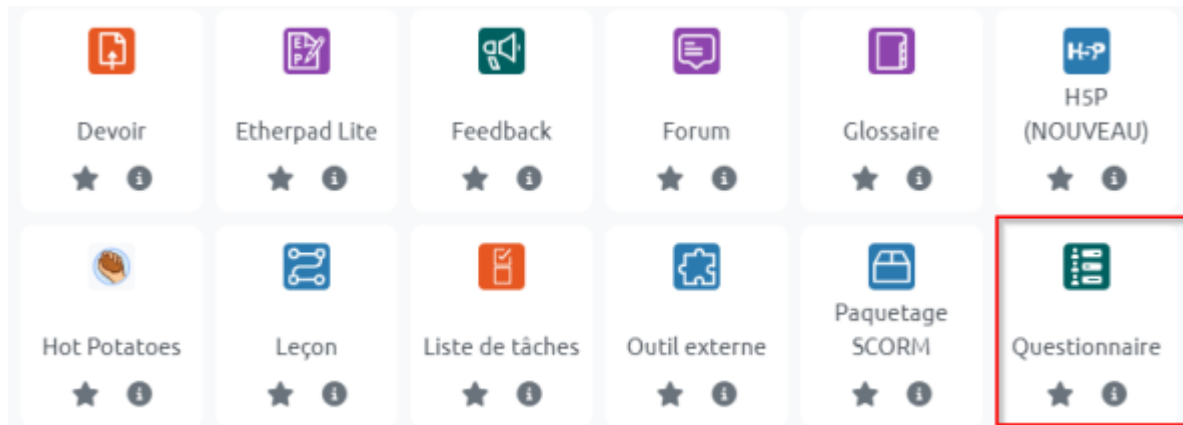 H-P
Devoir
Etherpad Lite
Feedback
Forum
Glossaire
H5P
(NOUVEAU)
Hot Potatoes
Leçon
Liste de tâches
Outil externe
Paquetage
SCORM
Questionnaire